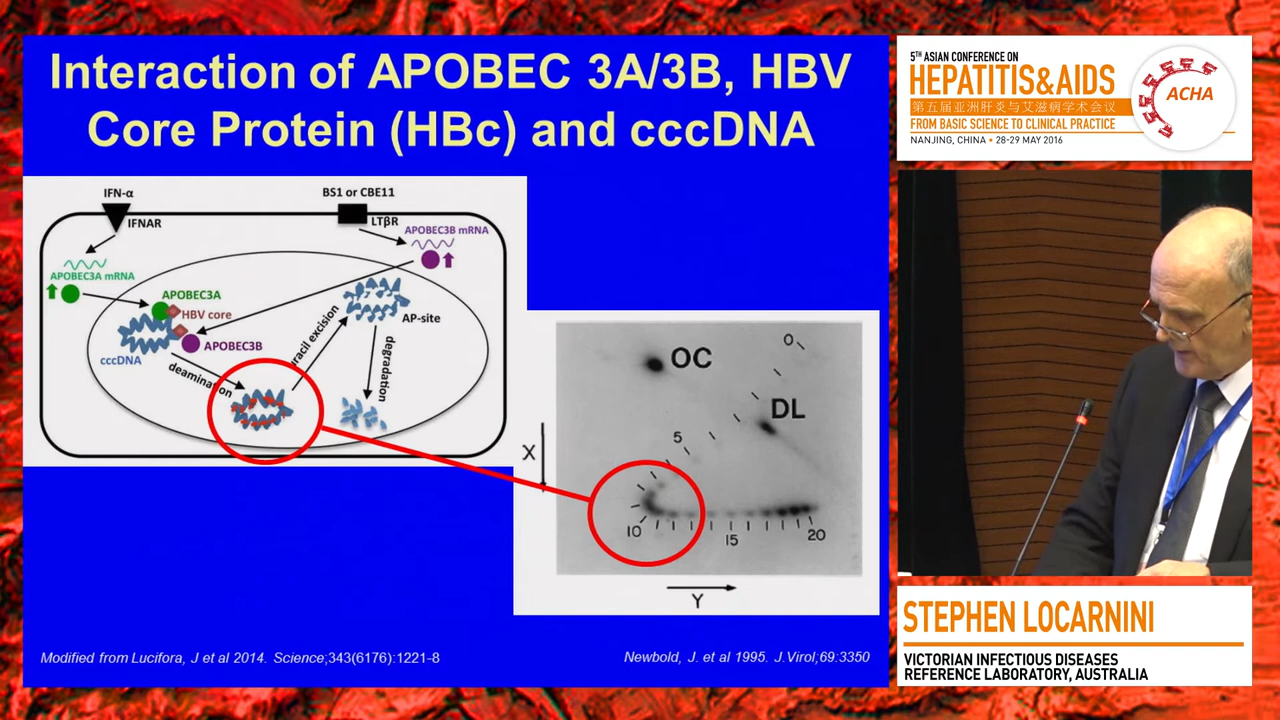 Interaction of APOBEC 3A/3B, HBV
Core Protein (HBc) and cccDNA
IFN-α
IFNAR
BS1 or CBE11
LTβR
APOBEC3B mRNA
APOBEC3A mRNA
APOBEC3A
HBV core
APOBEC3B
cccDNA
deamination
uracil excision
AP-site
degradation
OC
DL
0
5
10
15
20
X
Y
Modified from Lucifora, J et al 2014. Science;343(6176):1221-8
Newbold, J. et al 1995. J.Virol;69:3350
5TH ASIAN CONFERENCE ON
HEPATITIS&AIDS
第五届亚洲肝炎与艾滋病学术会议
FROM BASIC SCIENCE TO CLINICAL PRACTICE
NANJING, CHINA • 28-29 MAY 2016
ACHA
STEPHEN LOCARNINI
VICTORIAN INFECTIOUS DISEASES
REFERENCE LABORATORY, AUSTRALIA